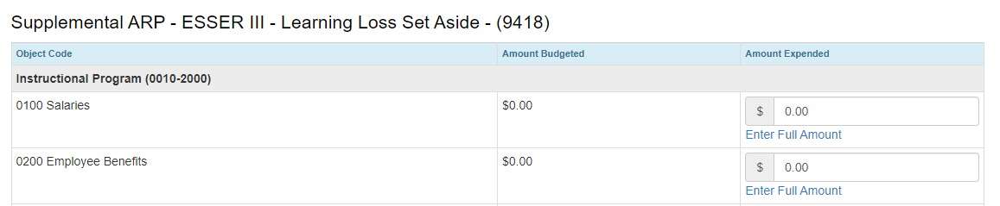 Supplemental ARP - ESSER III - Learning Loss Set Aside - (9418)
Object Code Amount Budgeted Amount Expended
Instructional Program (0010-2000)
0100 Salaries $0.00 $ 0.00
Enter Full Amount
0200 Employee Benefits $0.00 $ 0.00
Enter Full Amount